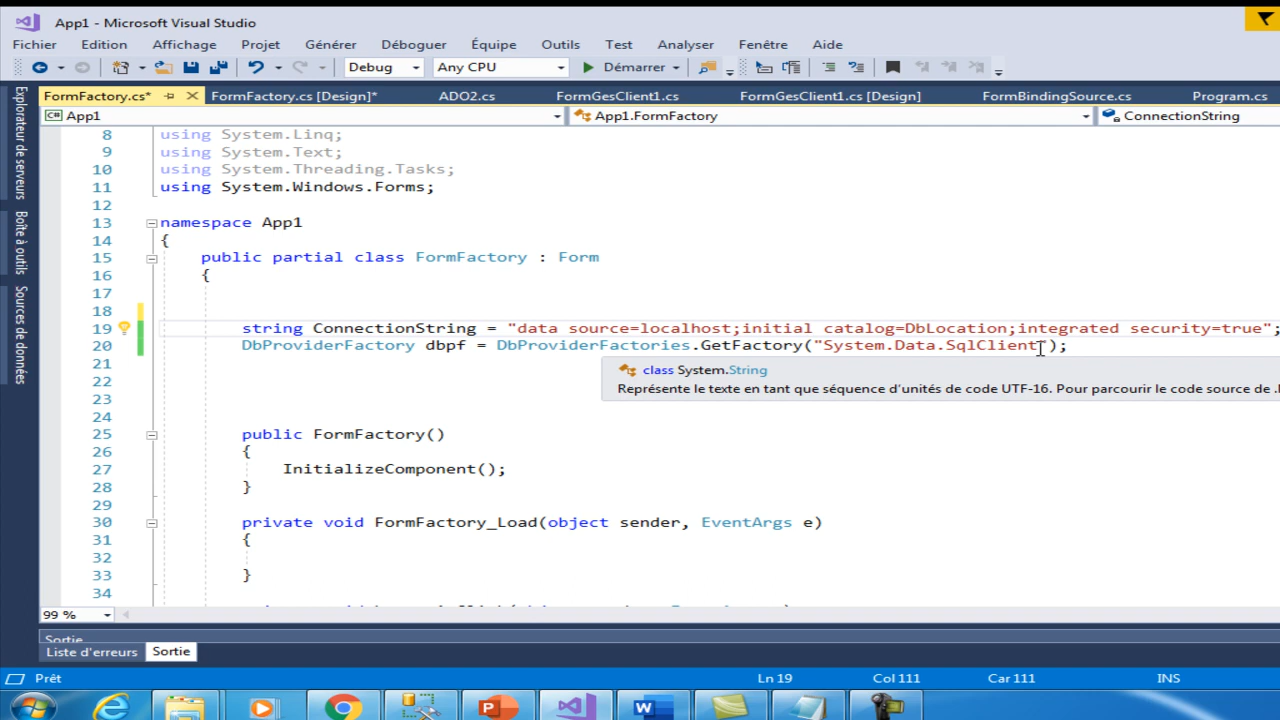 App1 - Microsoft Visual Studio
Fichier Edition Affichage Projet Générer Déboguer Équipe Outils Test Analyser Fenêtre Aide
Debug Any CPU Démarrer
FormFactory.cs* FormFactory.cs [Design]* ADO2.cs FormGesClient1.cs FormGesClient1.cs [Design] FormBindingSource.cs Program.cs
App1 App1.FormFactory ConnectionString
Explorateur de serveurs
Boîte à outils
Sources de données
8 using System.Linq;
9 using System.Text;
10 using System.Threading.Tasks;
11 using System.Windows.Forms;
12
13 namespace App1
14 {
15 public partial class FormFactory : Form
16 {
17
18
19 string ConnectionString = "data source=localhost;initial catalog=DbLocation;integrated security=true";
20 DbProviderFactory dbpf = DbProviderFactories.GetFactory("System.Data.SqlClient");
21
class System.String
22
Représente le texte en tant que séquence d'unités de code UTF-16. Pour parcourir le code source de
23
24
25 public FormFactory()
26 {
27 InitializeComponent();
28 }
29
30 private void FormFactory_Load(object sender, EventArgs e)
31 {
32
33 }
34
99 %
Sortie
Liste d'erreurs Sortie
Prêt Ln 19 Col 111 Car 111 INS